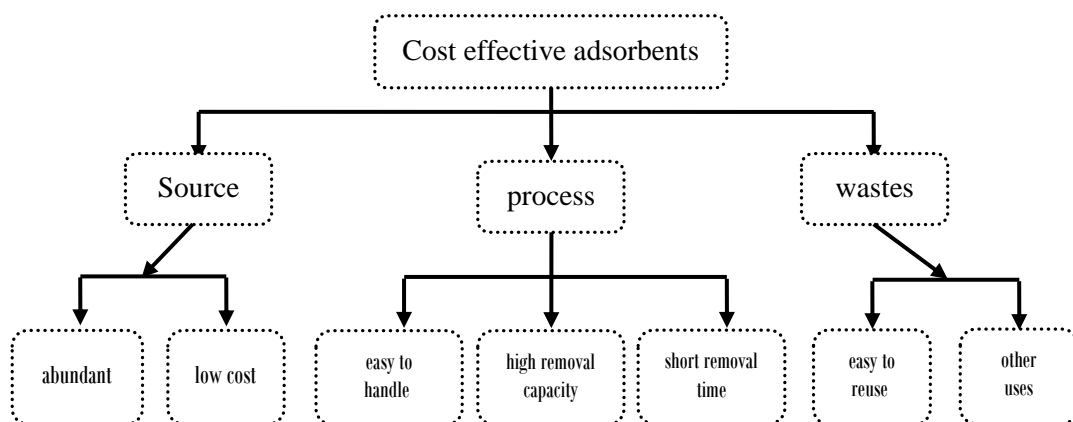 Cost effective adsorbents
Source
process
wastes
abundant
low cost
easy to
handle
high removal
capacity
short removal
time
easy to
reuse
other
uses